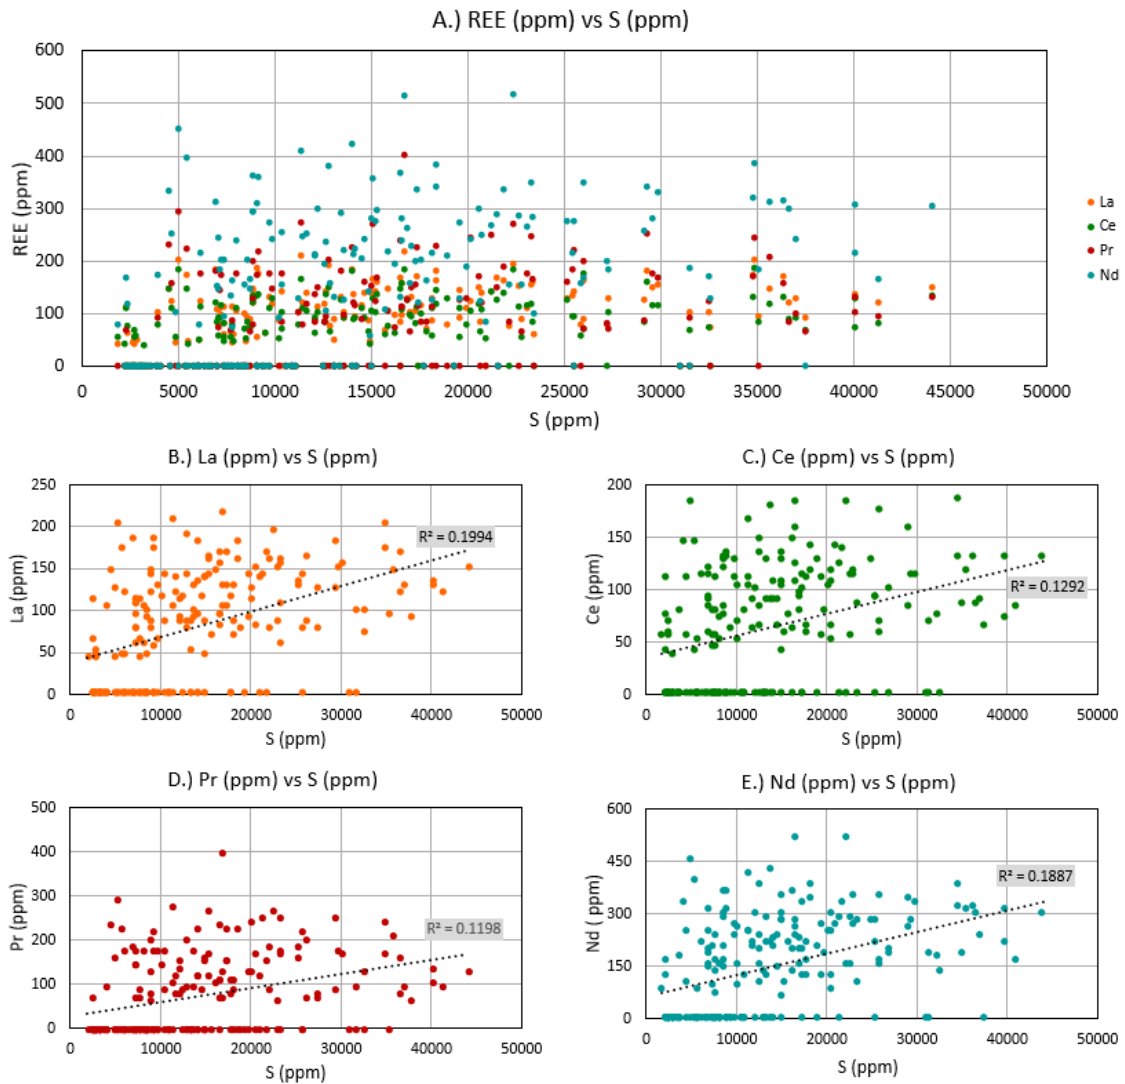 A.) REE (ppm) vs S (ppm)
600
500
400
300
200
100
0
REE (ppm)
0 5000 10000 15000 20000 25000 30000 35000 40000 45000 50000
S (ppm)
La
Ce
Pr
Nd
B.) La (ppm) vs S (ppm)
250
200
150
100
50
0
La (ppm)
R² = 0.1994
0 10000 20000 30000 40000 50000
S (ppm)
C.) Ce (ppm) vs S (ppm)
200
150
100
50
0
Ce (ppm)
R² = 0.1292
0 10000 20000 30000 40000 50000
S (ppm)
D.) Pr (ppm) vs S (ppm)
500
400
300
200
100
0
Pr (ppm)
R² = 0.1198
0 10000 20000 30000 40000 50000
S (ppm)
E.) Nd (ppm) vs S (ppm)
600
450
300
150
0
Nd ( ppm)
R² = 0.1887
0 10000 20000 30000 40000 50000
S (ppm)